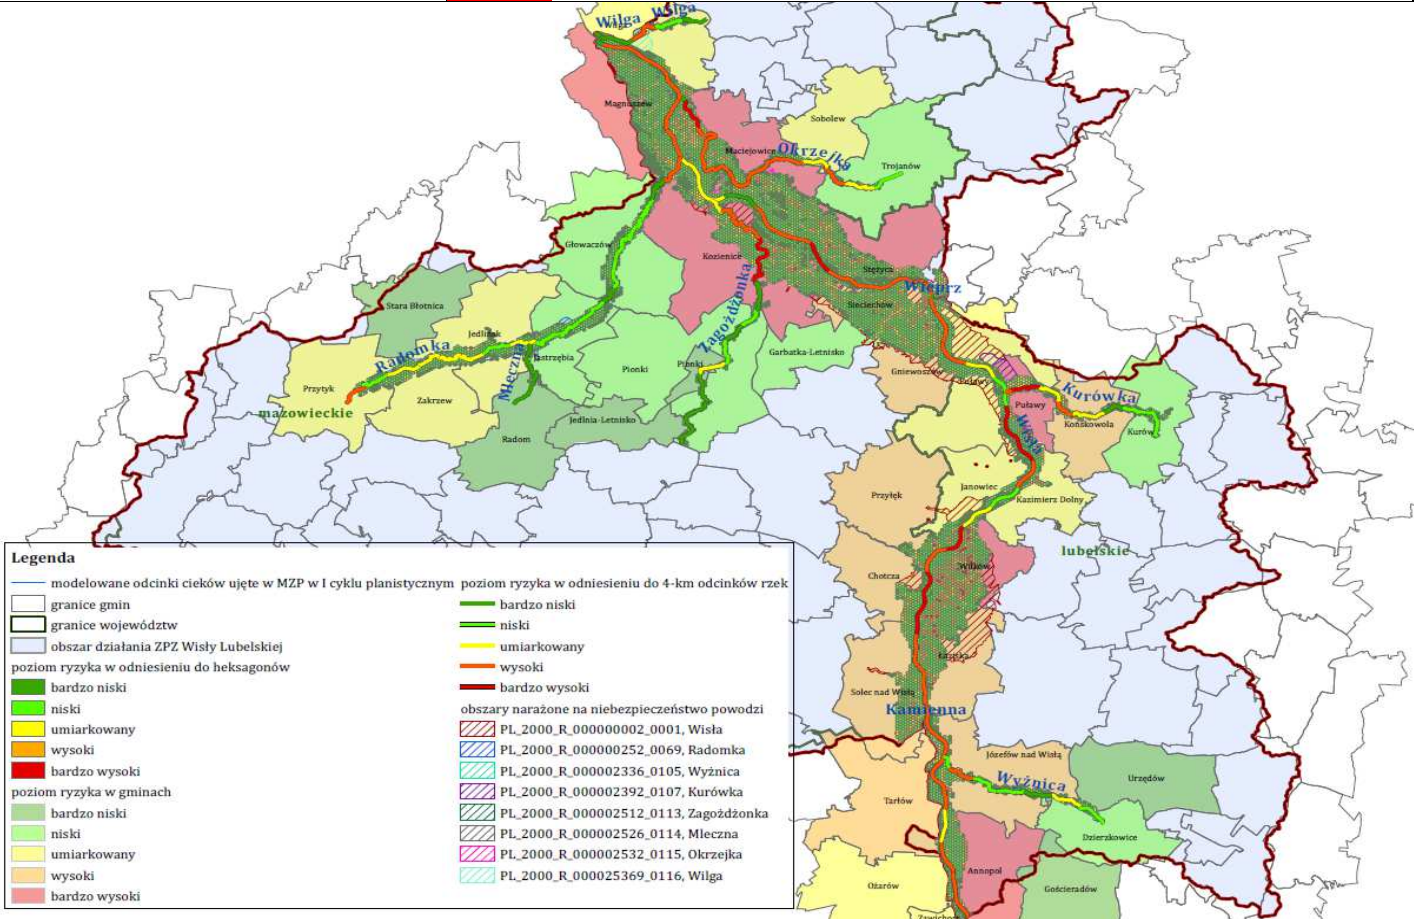 Wilga
Wilga
Magnuszew
Sobolew
Maciejowice
Okrzejka
Trojanów
Głowaczów
Kozienice
Stężyca
Wieprz
Stara Błotnica
Sieciechów
Zagożdżonka
Jedlińsk
Radomka
Mleczna
Jastrzębia
Garbatka-Letnisko
Pionki
Pionki
Gniewoszów
Puławy
Przytyk
mazowieckie
Zakrzew
Puławy
Kurówka
Końskowola
Kurów
Wisła
Jedlnia-Letnisko
Radom
Janowiec
Kazimierz Dolny
Przyłęk
lubelskie
Chotcza
Wilków
Łaziska
Solec nad Wisłą
Kamienna
Józefów nad Wisłą
Wyżnica
Urzędów
Tarłów
Dzierzkowice
Annopol
Ożarów
Gościeradów
Zawichost
Legenda
modelowane odcinki cieków ujęte w MZP w I cyklu planistycznym
granice gmin
granice województw
obszar działania ZPZ Wisły Lubelskiej
poziom ryzyka w odniesieniu do heksagonów
bardzo niski
niski
umiarkowany
wysoki
bardzo wysoki
poziom ryzyka w gminach
bardzo niski
niski
umiarkowany
wysoki
bardzo wysoki
poziom ryzyka w odniesieniu do 4-km odcinków rzek
bardzo niski
niski
umiarkowany
wysoki
bardzo wysoki
obszary narażone na niebezpieczeństwo powodzi
PL_2000_R_000000002_0001, Wisła
PL_2000_R_000000252_0069, Radomka
PL_2000_R_000002336_0105, Wyżnica
PL_2000_R_000002392_0107, Kurówka
PL_2000_R_000002512_0113, Zagożdżonka
PL_2000_R_000002526_0114, Mleczna
PL_2000_R_000002532_0115, Okrzejka
PL_2000_R_000025369_0116, Wilga